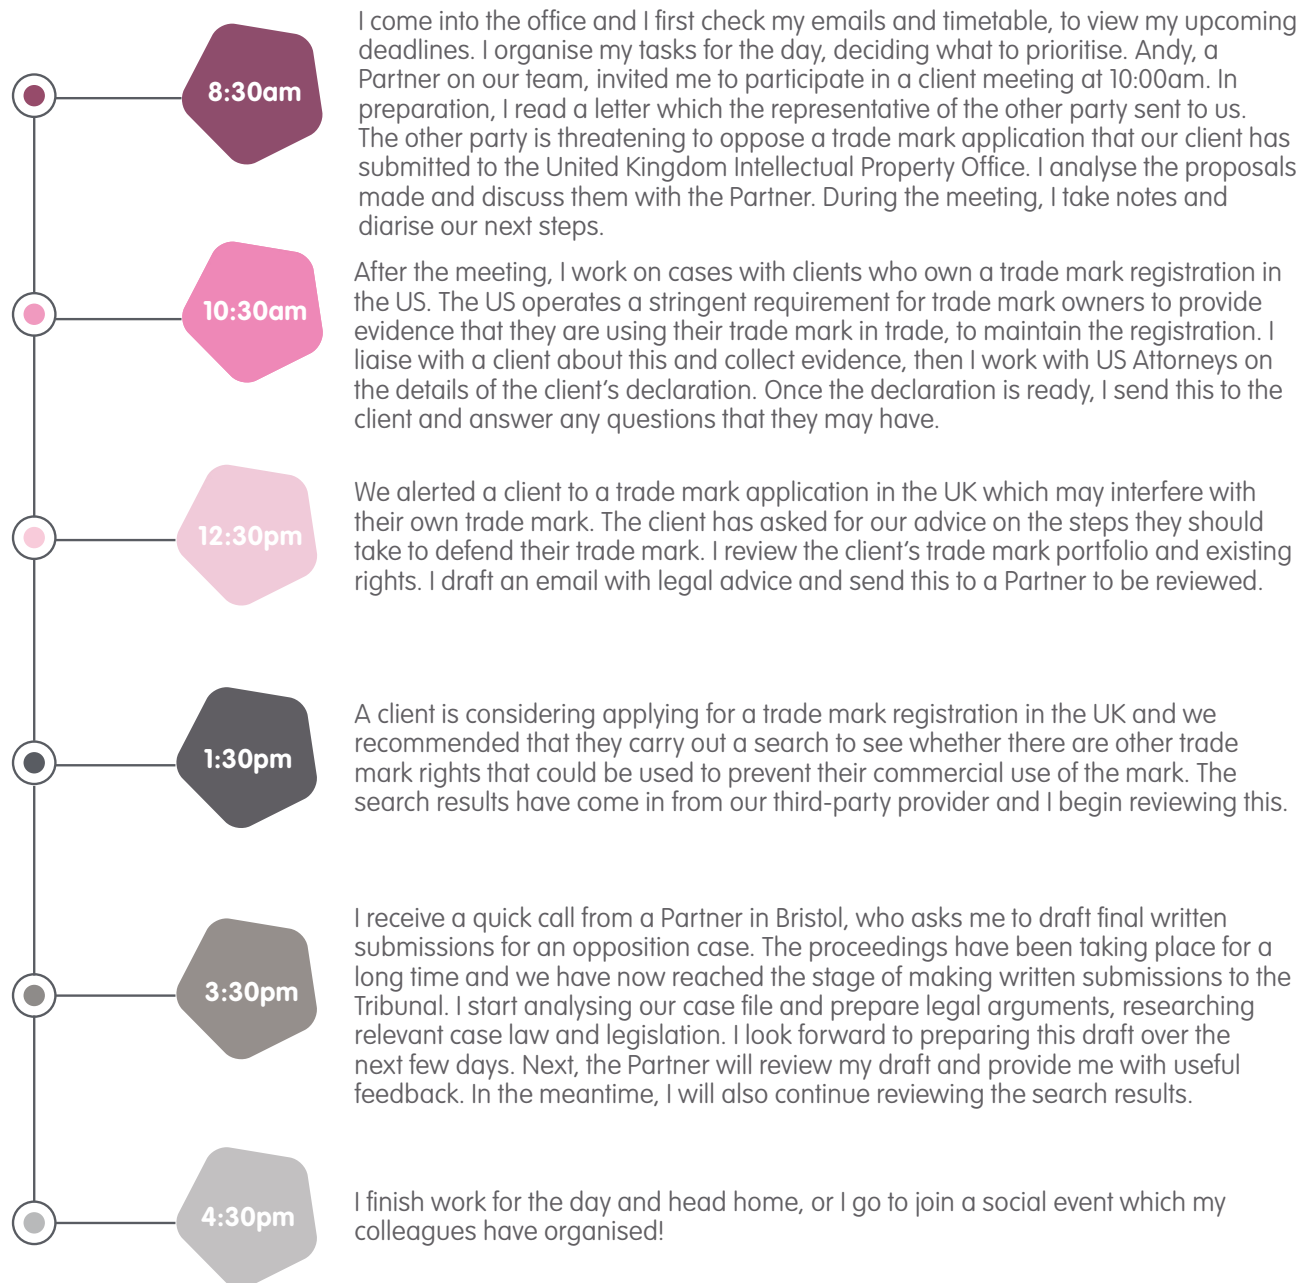 8:30am
I come into the office and I first check my emails and timetable, to view my upcoming
deadlines. I organise my tasks for the day, deciding what to prioritise. Andy, a
Partner on our team, invited me to participate in a client meeting at 10:00am. In
preparation, I read a letter which the representative of the other party sent to us.
The other party is threatening to oppose a trade mark application that our client has
submitted to the United Kingdom Intellectual Property Office. I analyse the proposals
made and discuss them with the Partner. During the meeting, I take notes and
diarise our next steps.
10:30am
After the meeting, I work on cases with clients who own a trade mark registration in
the US. The US operates a stringent requirement for trade mark owners to provide
evidence that they are using their trade mark in trade, to maintain the registration. I
liaise with a client about this and collect evidence, then I work with US Attorneys on
the details of the client’s declaration. Once the declaration is ready, I send this to the
client and answer any questions that they may have.
12:30pm
We alerted a client to a trade mark application in the UK which may interfere with
their own trade mark. The client has asked for our advice on the steps they should
take to defend their trade mark. I review the client’s trade mark portfolio and existing
rights. I draft an email with legal advice and send this to a Partner to be reviewed.
1:30pm
A client is considering applying for a trade mark registration in the UK and we
recommended that they carry out a search to see whether there are other trade
mark rights that could be used to prevent their commercial use of the mark. The
search results have come in from our third-party provider and I begin reviewing this.
3:30pm
I receive a quick call from a Partner in Bristol, who asks me to draft final written
submissions for an opposition case. The proceedings have been taking place for a
long time and we have now reached the stage of making written submissions to the
Tribunal. I start analysing our case file and prepare legal arguments, researching
relevant case law and legislation. I look forward to preparing this draft over the
next few days. Next, the Partner will review my draft and provide me with useful
feedback. In the meantime, I will also continue reviewing the search results.
4:30pm
I finish work for the day and head home, or I go to join a social event which my
colleagues have organised!